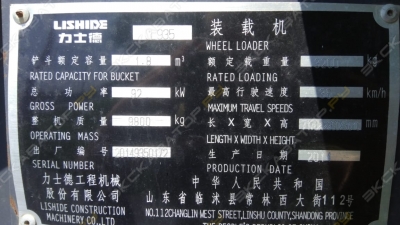 LISHIDE
力士德
装载机
WHEEL LOADER
铲斗额定容量 1.8 m³
RATED CAPACITY FOR BUCKET
额定载重量 kg
RATED LOADING
总功率 92 kW
GROSS POWER
最高行驶速度 km/h
MAXIMUM TRAVEL SPEEDS
整机质量 9800 kg
OPERATING MASS
长X宽X高
LENGTH X WIDTH X HEIGHT
出厂编号
SERIAL NUMBER
生产日期
PRODUCTION DATE
力士德工程机械
股份有限公司
LISHIDE CONSTRUCTION
MACHINERY CO.,LTD
中华人民共和国
山东省临沭县常林西大街112号
NO.112CHANGLIN WEST STREET,LINSHU COUNTY,SHANDONG PROVINCE